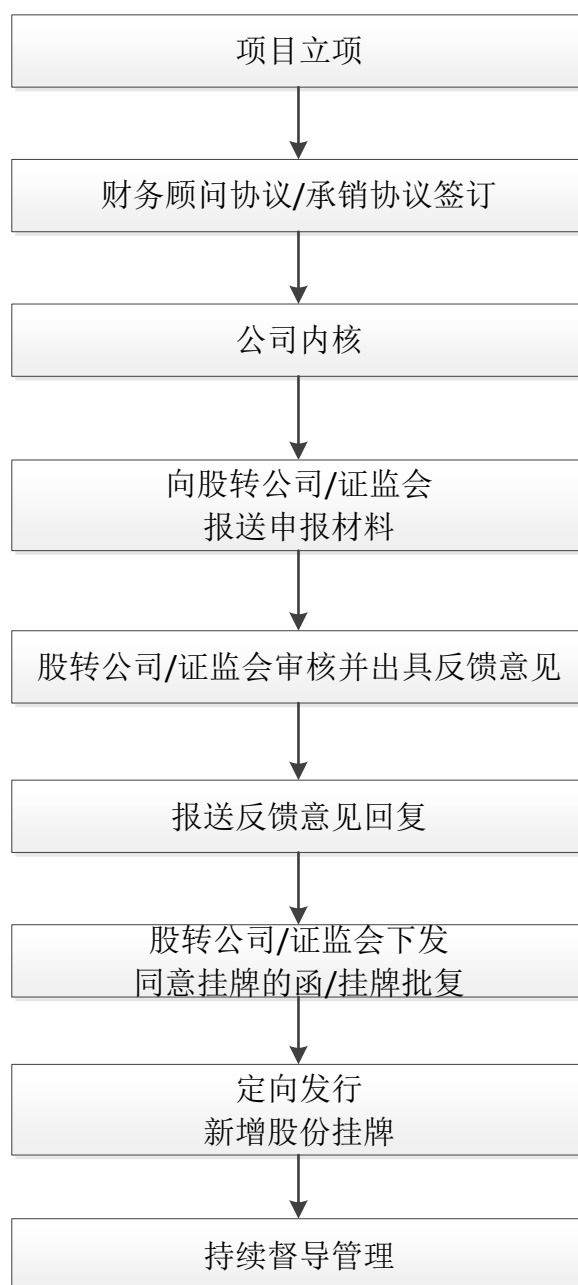 项目立项
财务顾问协议/承销协议签订
公司内核
向股转公司/证监会
报送申报材料
股转公司/证监会审核并出具反馈意见
报送反馈意见回复
股转公司/证监会下发
同意挂牌的函/挂牌批复
定向发行
新增股份挂牌
持续督导管理